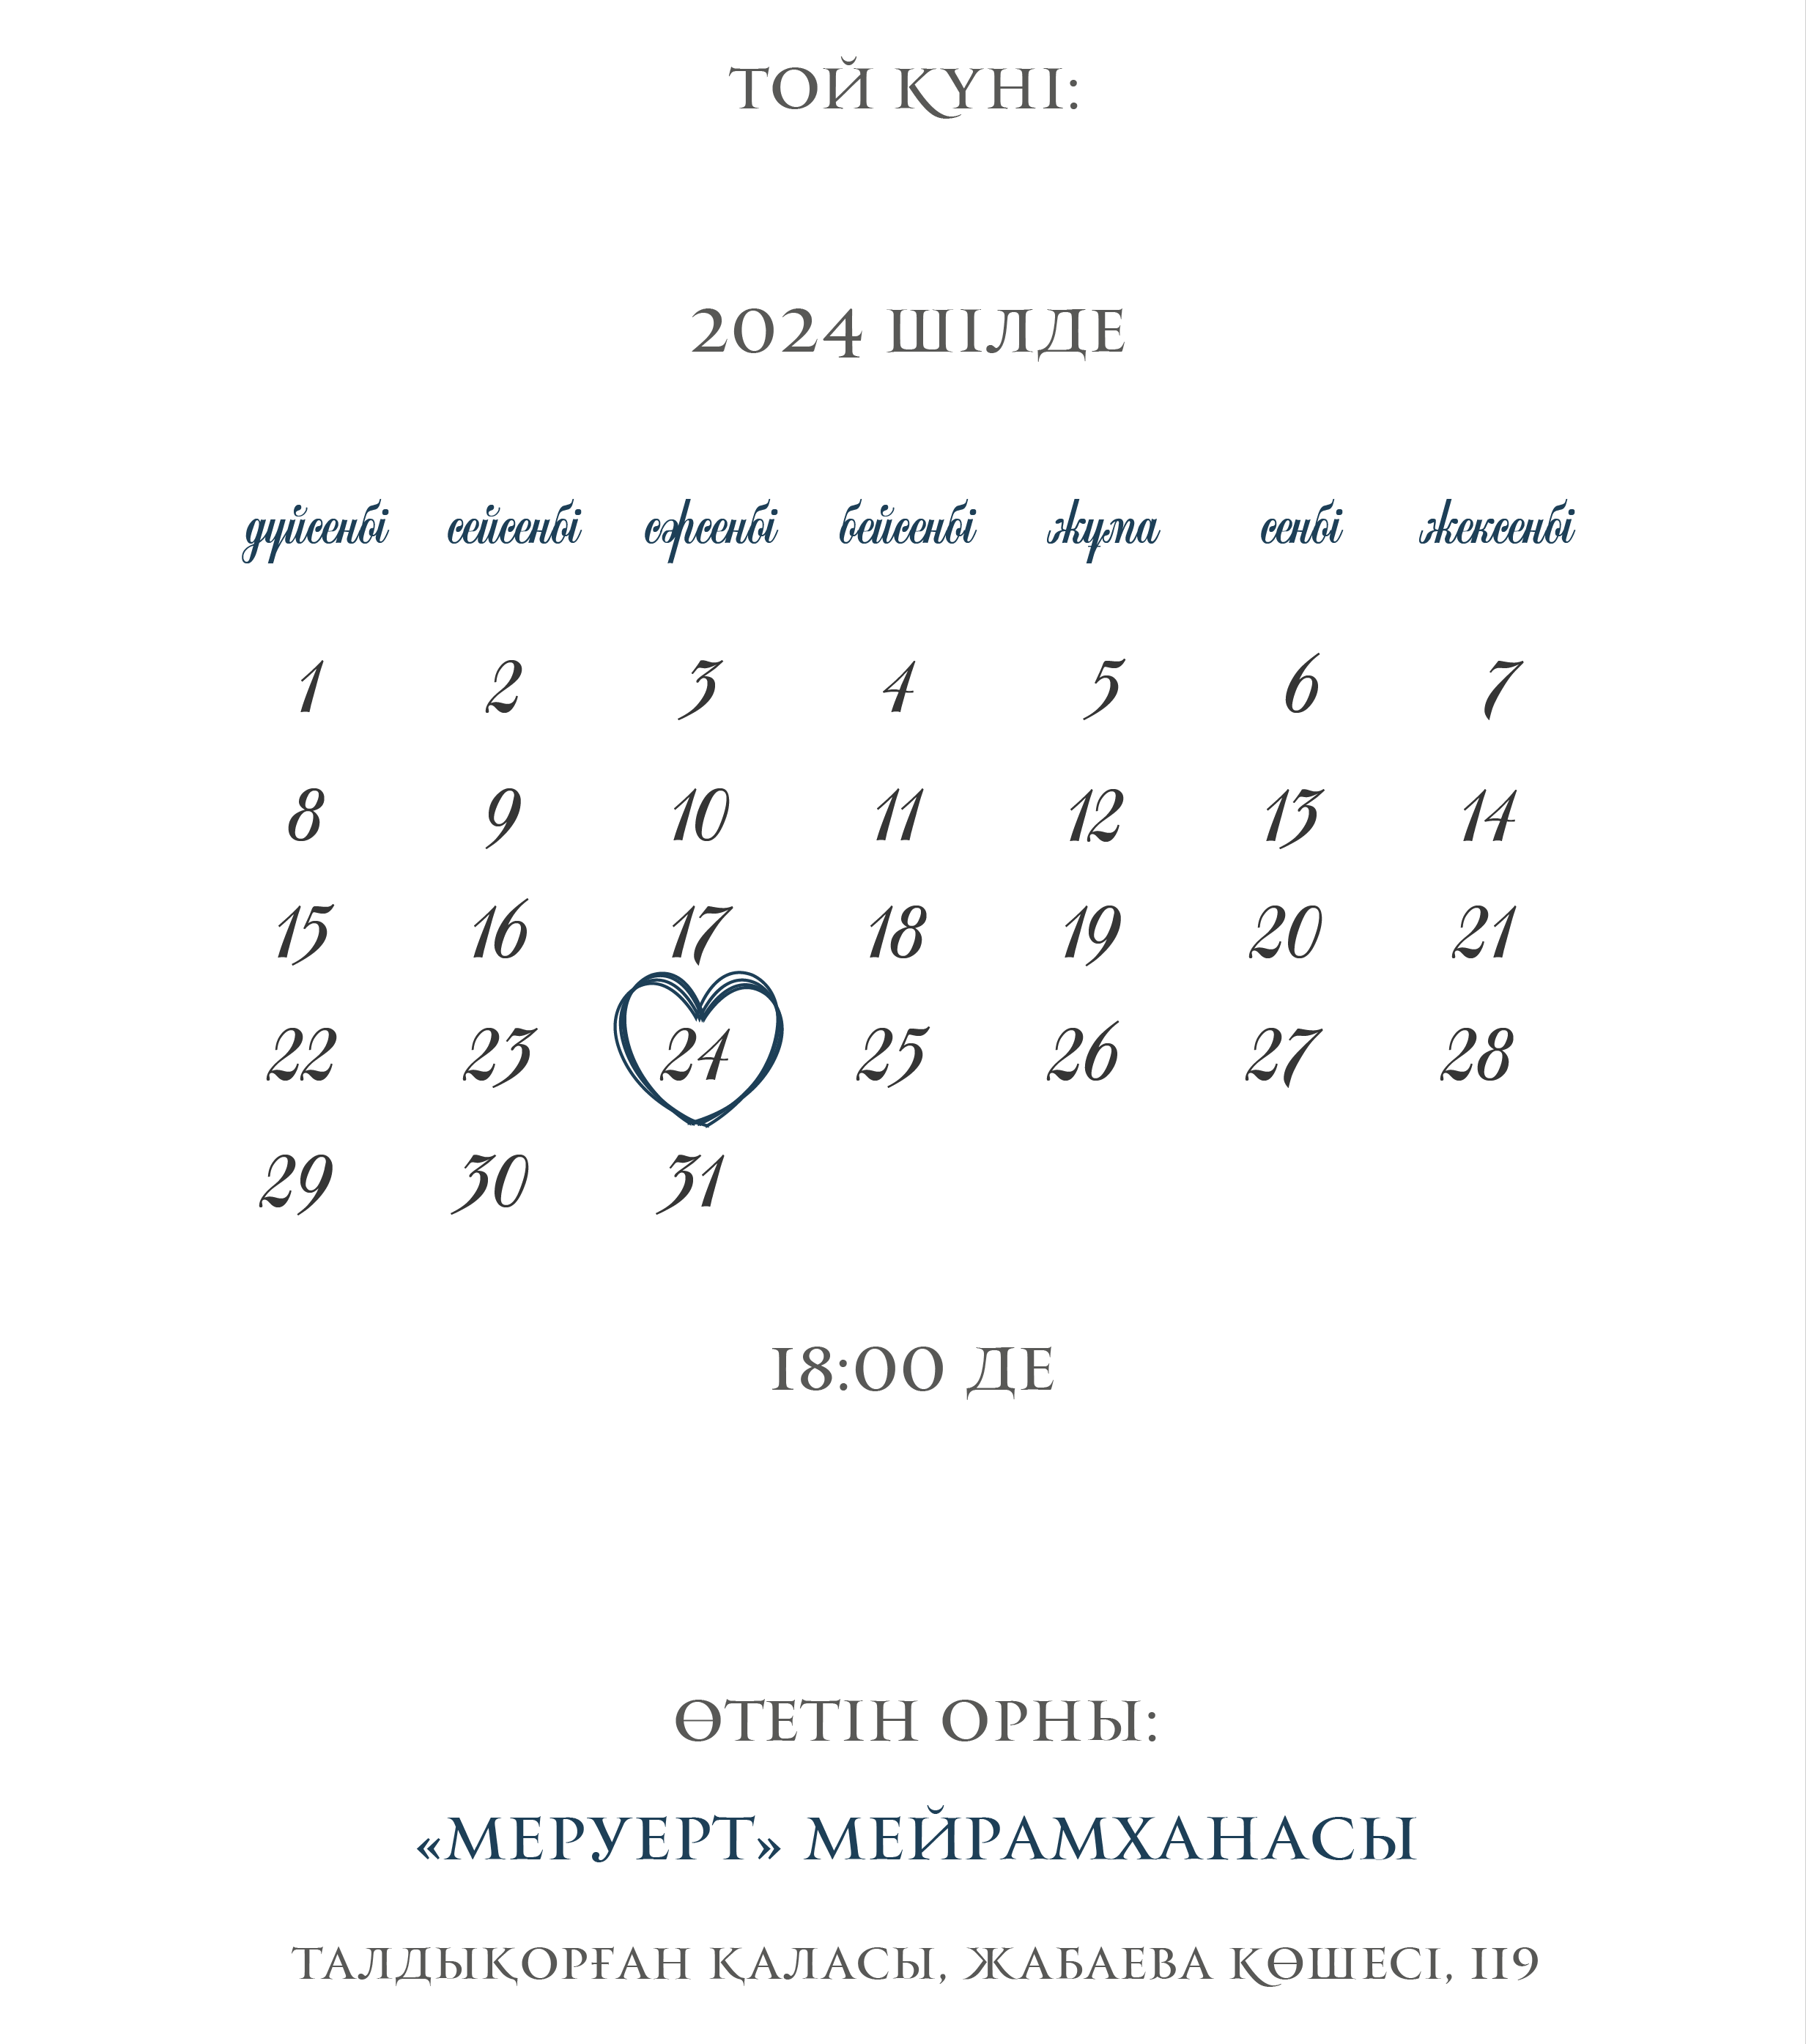 ТОЙ КҮНІ:
2024 ШІЛДЕ
дүйсенбі сейсенбі сәрсенбі бейсенбі жұма сенбі жексенбі
1 2 3 4 5 6 7
8 9 10 11 12 13 14
15 16 17 18 19 20 21
22 23 24 25 26 27 28
29 30 31
18:00 ДЕ
ӨТЕТІН ОРНЫ:
«МЕРУЕРТ» МЕЙРАМХАНАСЫ
ТАЛДЫҚОРҒАН ҚАЛАСЫ, ЖАБАЕВА КӨШЕСІ, 119